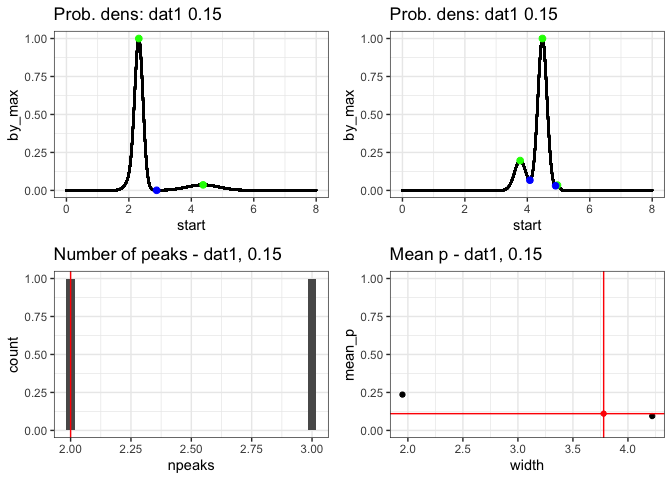 Prob. dens: dat1 0.15
by_max
1.00
0.75
0.50
0.25
0.00
0 2 4 6 8
start
Prob. dens: dat1 0.15
by_max
1.00
0.75
0.50
0.25
0.00
0 2 4 6 8
start
Number of peaks - dat1, 0.15
count
1.00
0.75
0.50
0.25
0.00
2.00 2.25 2.50 2.75 3.00
npeaks
Mean p - dat1, 0.15
mean_p
1.00
0.75
0.50
0.25
0.00
2.0 2.5 3.0 3.5 4.0
width